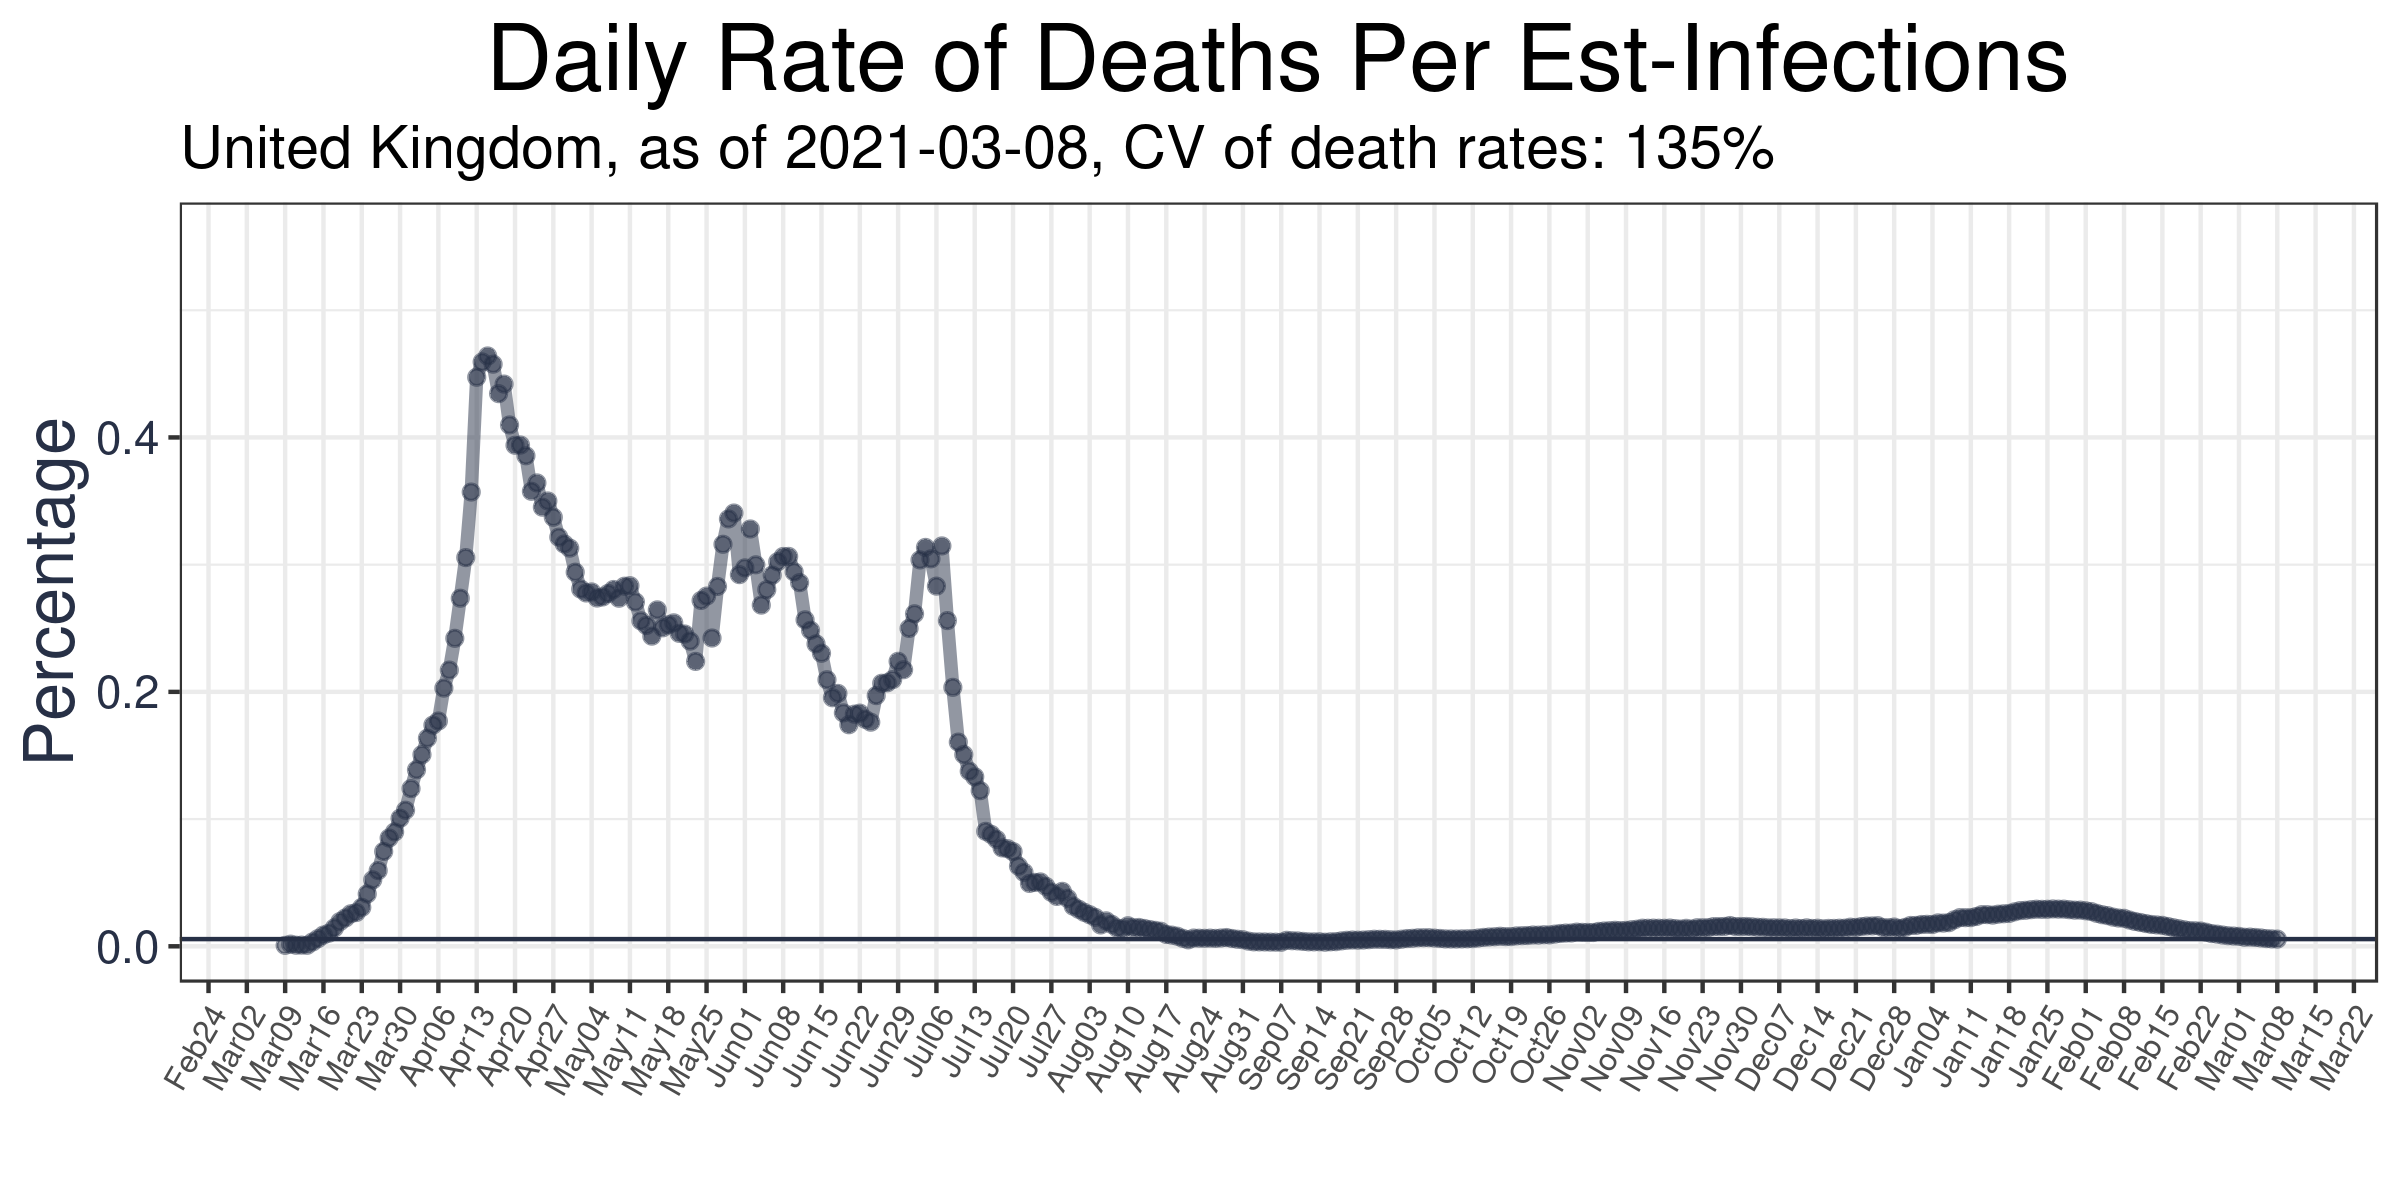 Daily Rate of Deaths Per Est-Infections
United Kingdom, as of 2021-03-08, CV of death rates: 135%
Percentage
0.4
0.2
0.0
Feb24
Mar02
Mar09
Mar16
Mar23
Mar30
Apr06
Apr13
Apr20
Apr27
May04
May11
May18
May25
Jun01
Jun08
Jun15
Jun22
Jun29
Jul06
Jul13
Jul20
Jul27
Aug03
Aug10
Aug17
Aug24
Aug31
Sep07
Sep14
Sep21
Sep28
Oct05
Oct12
Oct19
Oct26
Nov02
Nov09
Nov16
Nov23
Nov30
Dec07
Dec14
Dec21
Dec28
Jan04
Jan11
Jan18
Jan25
Feb01
Feb08
Feb15
Feb22
Mar01
Mar08
Mar15
Mar22